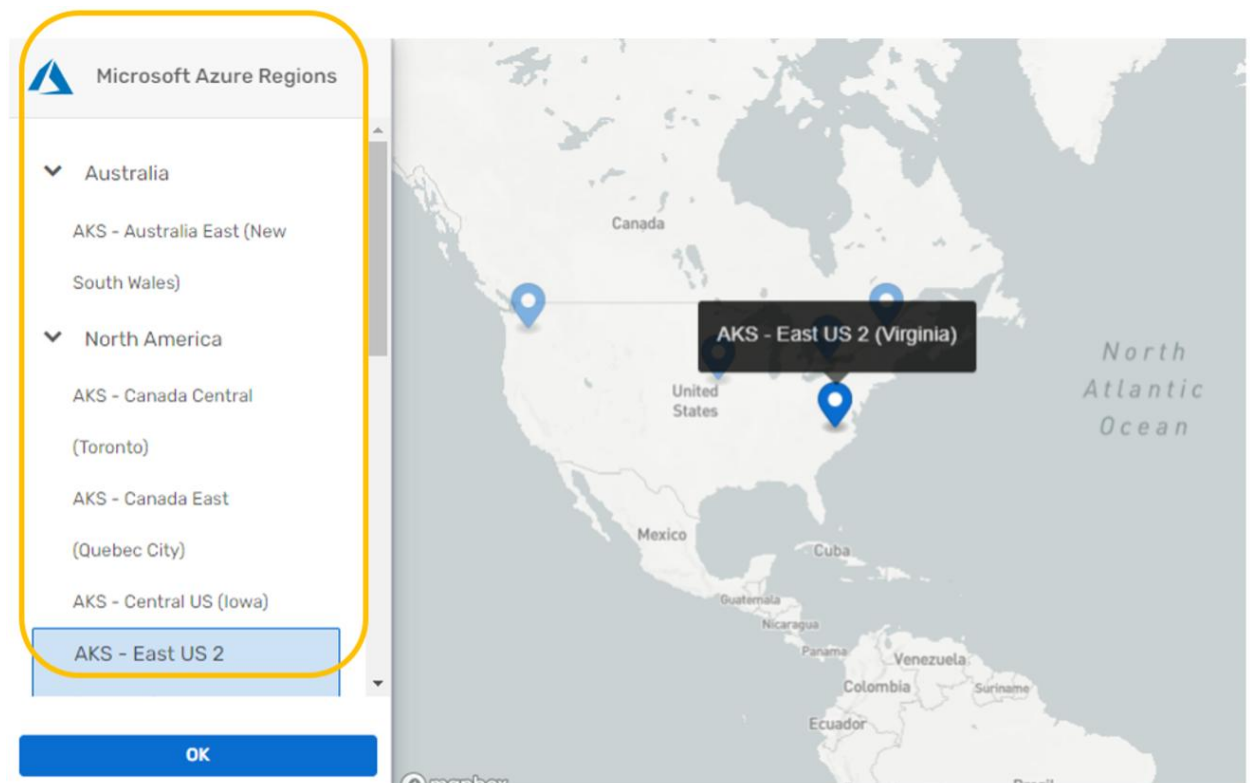 Microsoft Azure Regions
Australia
AKS - Australia East (New
South Wales)
North America
AKS - Canada Central
(Toronto)
AKS - Canada East
(Quebec City)
AKS - Central US (Iowa)
AKS - East US 2
OK
Canada
AKS - East US 2 (Virginia)
United
States
North
Atlantic
Ocean
Mexico
Cuba
Guatemala
Nicaragua
Panama
Venezuela
Colombia
Suriname
Ecuador